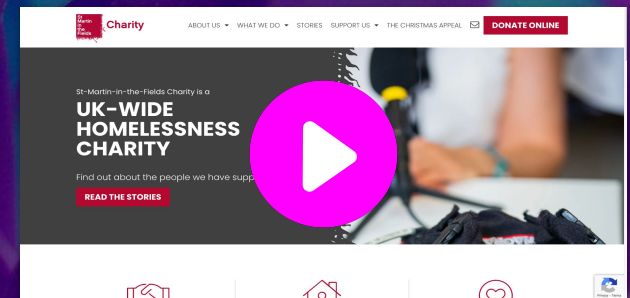 St
Martin
in
the
Fields
Charity
ABOUT US
WHAT WE DO
STORIES
SUPPORT US
THE CHRISTMAS APPEAL
DONATE ONLINE
St-Martin-in-the-Fields Charity is a
UK-WIDE
HOMELESSNESS
CHARITY
Find out about the people we have supp
READ THE STORIES
Privacy - Terms